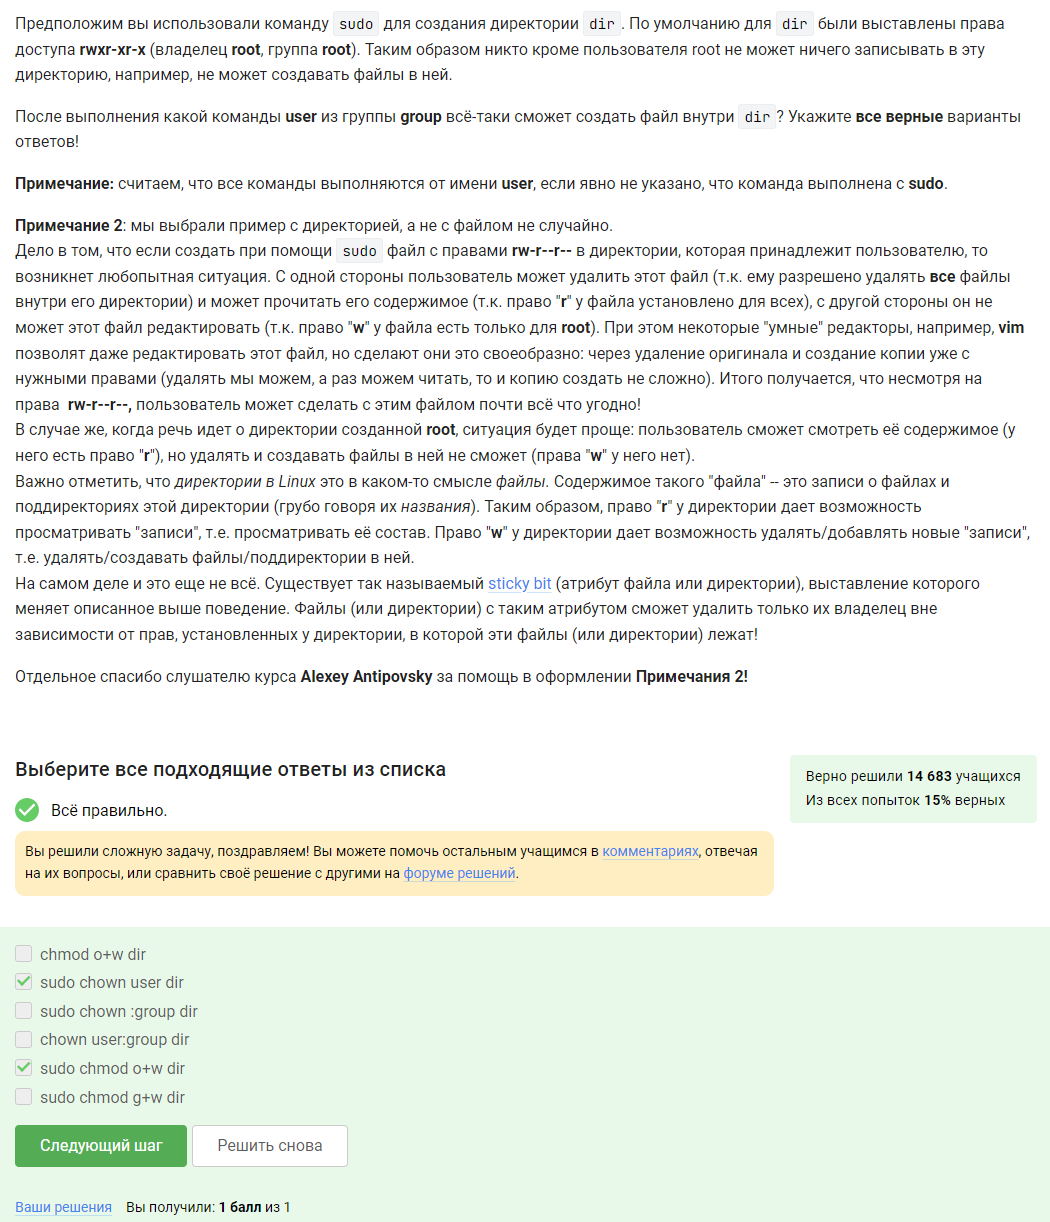 Предположим вы использовали команду sudo для создания директории dir. По умолчанию для dir были выставлены права
доступа rwxr-xr-x (владелец root, группа root). Таким образом никто кроме пользователя root не может ничего записывать в эту
директорию, например, не может создавать файлы в ней.
После выполнения какой команды user из группы group всё-таки сможет создать файл внутри dir? Укажите все верные варианты
ответов!
Примечание: считаем, что все команды выполняются от имени user, если явно не указано, что команда выполнена с sudo.
Примечание 2: мы выбрали пример с директорией, а не с файлом не случайно.
Дело в том, что если создать при помощи sudo файл с правами rw-r--r-- в директории, которая принадлежит пользователю, то
возникнет любопытная ситуация. С одной стороны пользователь может удалить этот файл (т.к. ему разрешено удалять все файлы
внутри его директории) и может прочитать его содержимое (т.к. право "r" у файла установлено для всех), с другой стороны он не
может этот файл редактировать (т.к. право "w" у файла есть только для root). При этом некоторые "умные" редакторы, например, vim
позволят даже редактировать этот файл, но сделают они это своеобразно: через удаление оригинала и создание копии уже с
нужными правами (удалять мы можем, а раз можем читать, то и копию создать не сложно). Итого получается, что несмотря на
права rw-r--r--, пользователь может сделать с этим файлом почти всё что угодно!
В случае же, когда речь идет о директории созданной root, ситуация будет проще: пользователь сможет смотреть её содержимое (у
него есть право "r"), но удалять и создавать файлы в ней не сможет (права "w" у него нет).
Важно отметить, что директории в Linux это в каком-то смысле файлы. Содержимое такого "файла" -- это записи о файлах и
поддиректориях этой директории (грубо говоря их названия). Таким образом, право "r" у директории дает возможность
просматривать "записи", т.е. просматривать её состав. Право "w" у директории дает возможность удалять/добавлять новые "записи",
т.е. удалять/создавать файлы/поддиректории в ней.
На самом деле и это еще не всё. Существует так называемый sticky bit (атрибут файла или директории), выставление которого
меняет описанное выше поведение. Файлы (или директории) с таким атрибутом сможет удалить только их владелец вне
зависимости от прав, установленных у директории, в которой эти файлы (или директории) лежат!
Отдельное спасибо слушателю курса Alexey Antipovsky за помощь в оформлении Примечания 2!
Выберите все подходящие ответы из списка
Верно решили 14 683 учащихся
Из всех попыток 15% верных
Всё правильно.
Вы решили сложную задачу, поздравляем! Вы можете помочь остальным учащимся в комментариях, отвечая
на их вопросы, или сравнить своё решение с другими на форуме решений.
chmod o+w dir
sudo chown user dir
sudo chown :group dir
chown user:group dir
sudo chmod o+w dir
sudo chmod g+w dir
Следующий шаг
Решить снова
Ваши решения Вы получили: 1 балл из 1